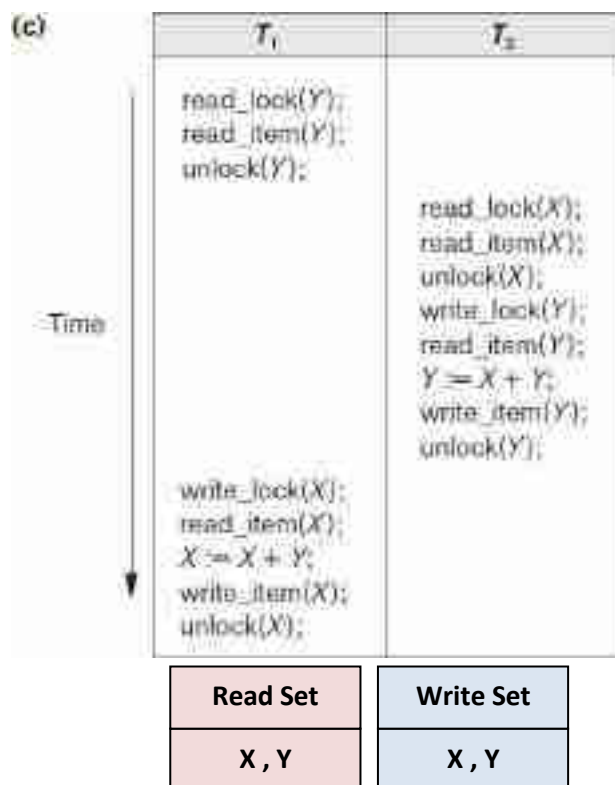 (c)
T₁ T₂
read_lock(Y);
read_item(Y);
unlock(Y);
read_lock(X);
read_item(X);
unlock(X);
write_lock(Y);
Time
read_item(Y);
Y := X + Y;
write_item(Y);
unlock(Y);
write_lock(X);
read_item(X);
X := X + Y;
write_item(X);
unlock(X);
Read Set Write Set
X , Y X , Y